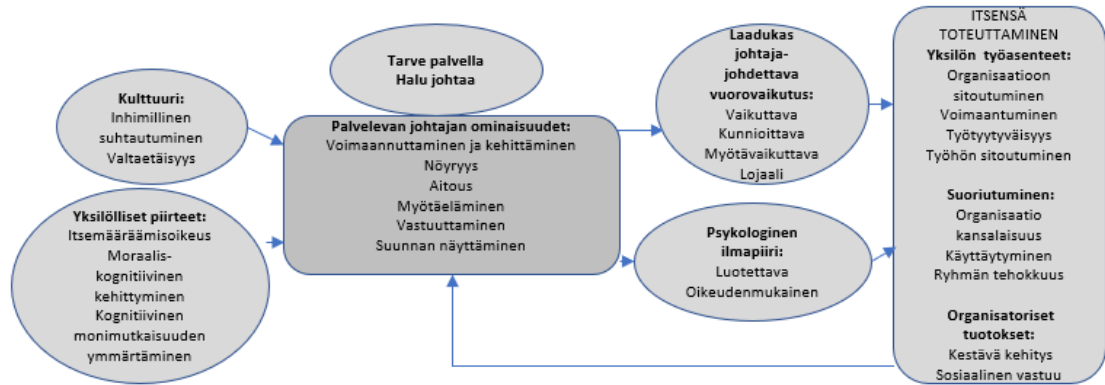 Kulttuuri:
Inhimillinen
suhtautuminen
Valtaetäisyys
Yksilölliset piirteet:
Itsemääräämisoikeus
Moraalis-
kognitiivinen
kehittyminen
Kognitiivinen
monimutkaisuuden
ymmärtäminen
Tarve palvella
Halu johtaa
Palvelevan johtajan ominaisuudet:
Voimaannuttaminen ja kehittäminen
Nöyryys
Aitous
Myötäeläminen
Vastuuttaminen
Suunnan näyttäminen
Laadukas
johtaja-
johdettava
vuorovaikutus:
Vaikuttava
Kunnioittava
Myötävaikuttava
Lojaali
Psykologinen
ilmapiiri:
Luotettava
Oikeudenmukainen
ITSENSÄ
TOTEUTTAMINEN
Yksilön työasenteet:
Organisaatioon
sitoutuminen
Voimaantuminen
Työtyytyväisyys
Työhön sitoutuminen
Suoriutuminen:
Organisaatio
kansalaisuus
Käyttäytyminen
Ryhmän tehokkuus
Organisatoriset
tuotokset:
Kestävä kehitys
Sosiaalinen vastuu